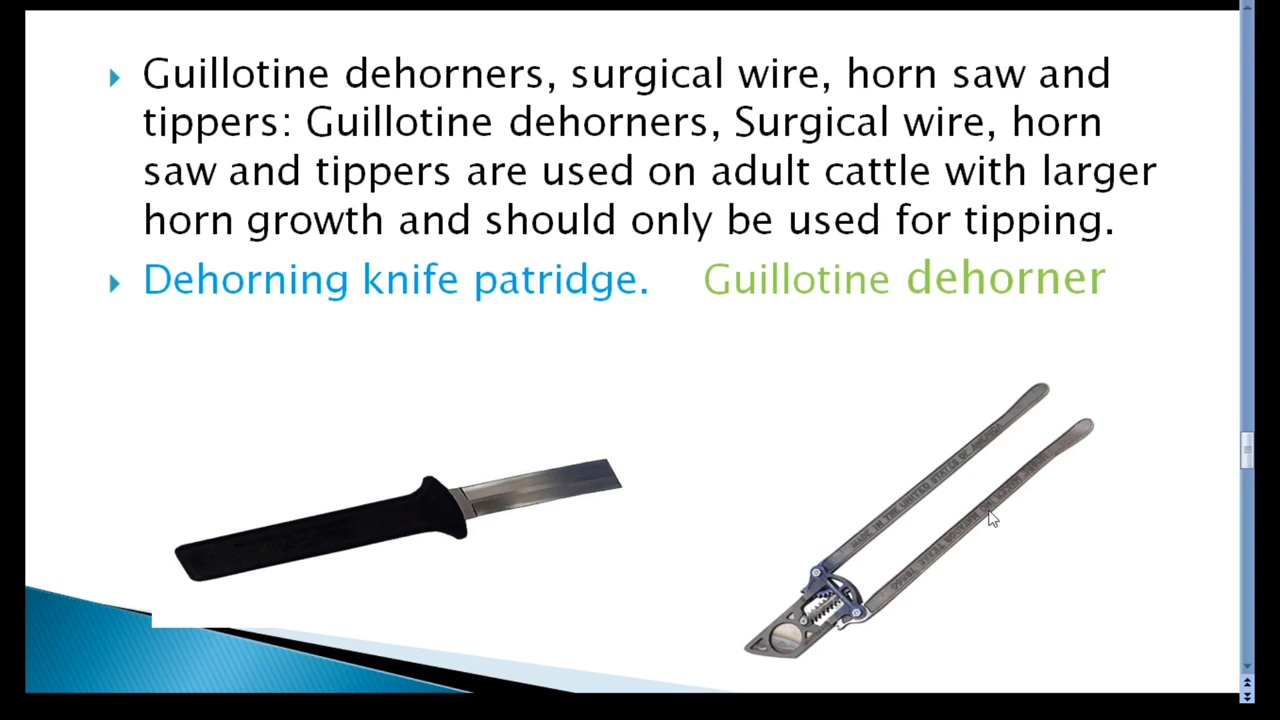 Guillotine dehorners, surgical wire, horn saw and
tippers: Guillotine dehorners, Surgical wire, horn
saw and tippers are used on adult cattle with larger
horn growth and should only be used for tipping.
Dehorning knife patridge. Guillotine dehorner
MADE IN THE UNITED STATES OF AMERICA